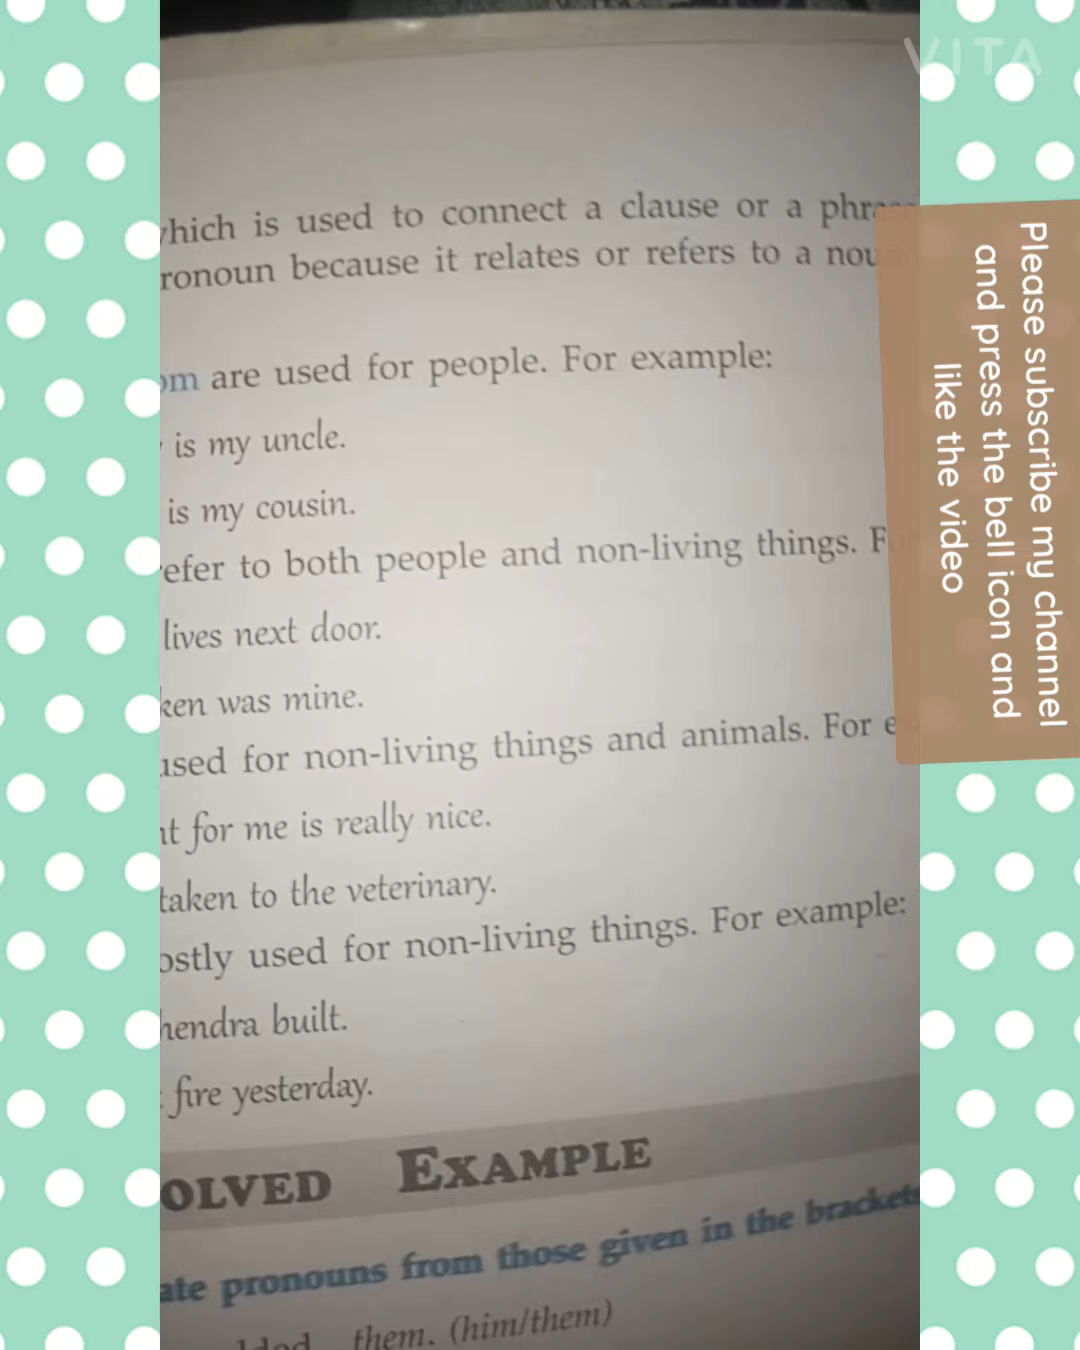 VITA
which is used to connect a clause or a
ronoun because it relates or refers to a
om are used for people. For example:
is my uncle.
is my cousin.
efer to both people and non-living things.
lives next door.
ken was mine.
used for non-living things and animals. For
nt for me is really nice.
taken to the veterinary.
ostly used for non-living things. For example:
hendra built.
fire yesterday.
OLVED EXAMPLE
ate pronouns from those given in the brackets
them. (him/them)
Please subscribe my channel
and press the bell icon and
like the video